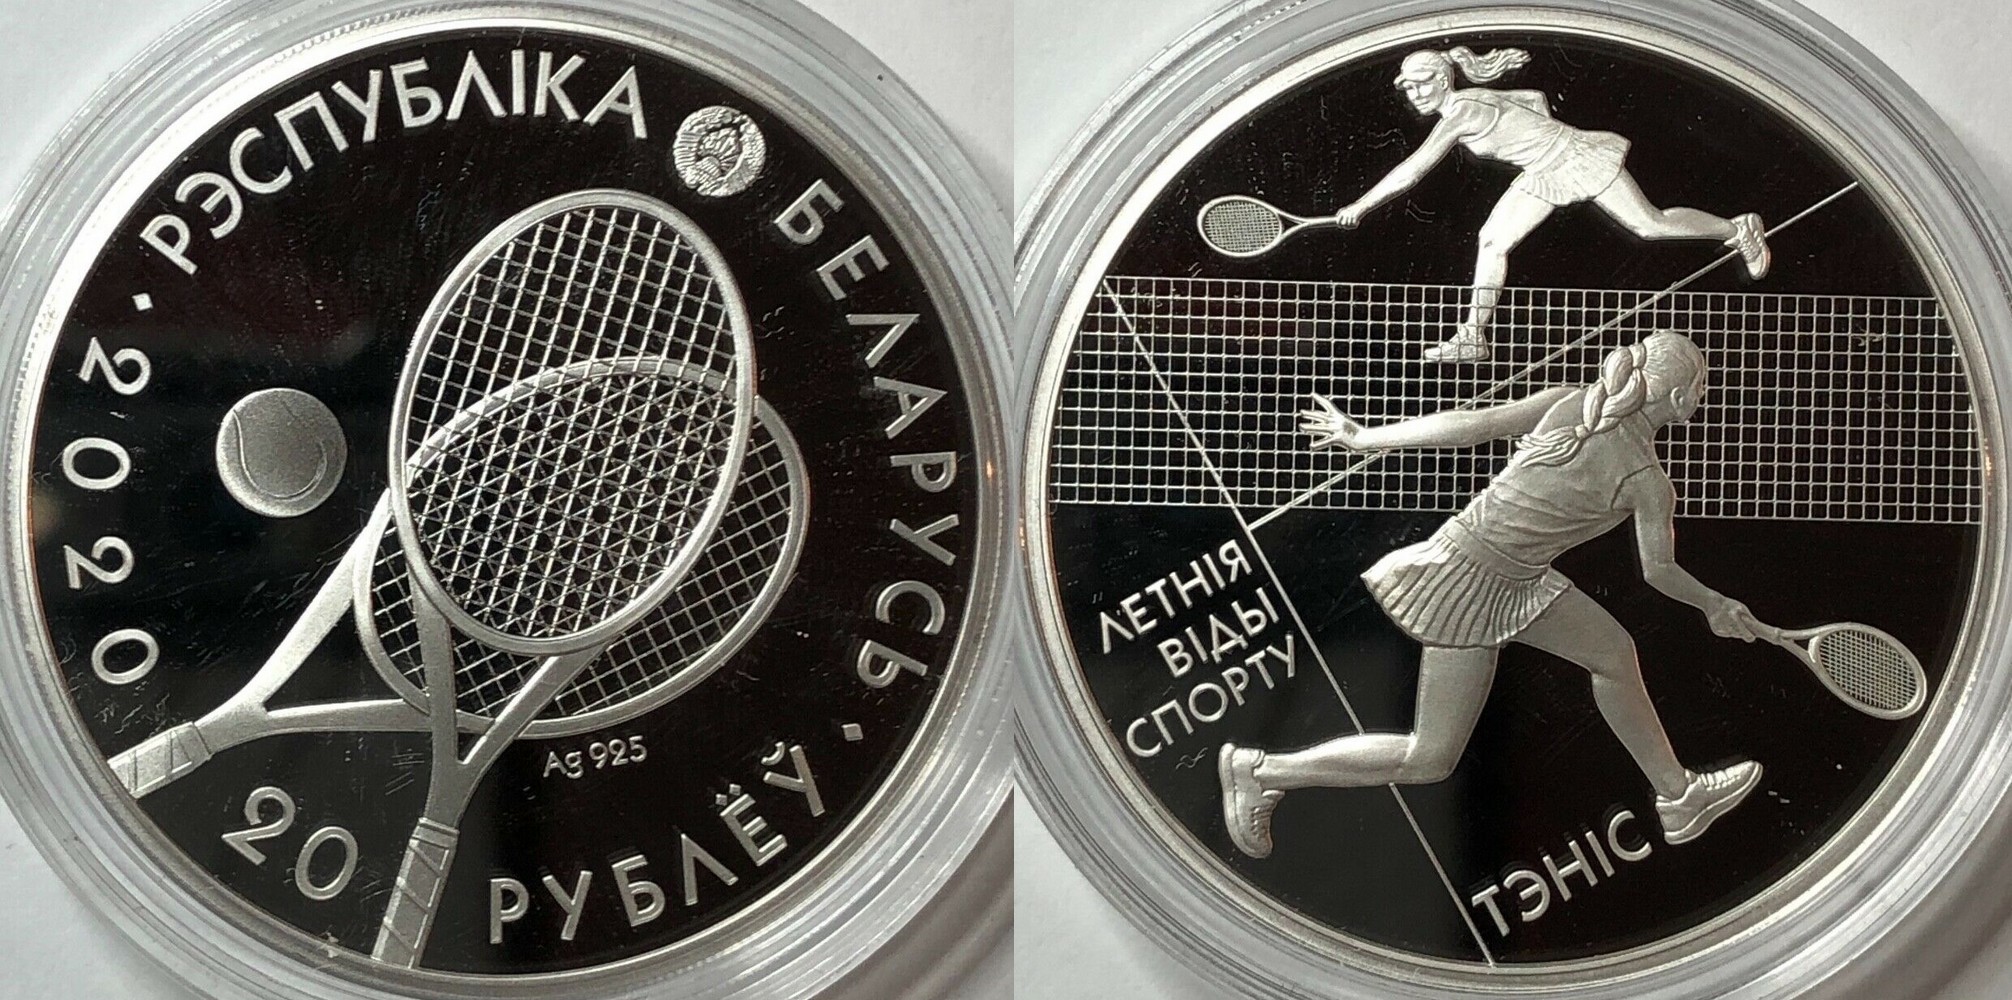 РЭСПУБЛІКА БЕЛАРУСЬ
2020
Ag 925
20 РУБЛЁЎ
ЛЕТНІЯ
ВІДЫ
СПОРТУ
ТЭНІС